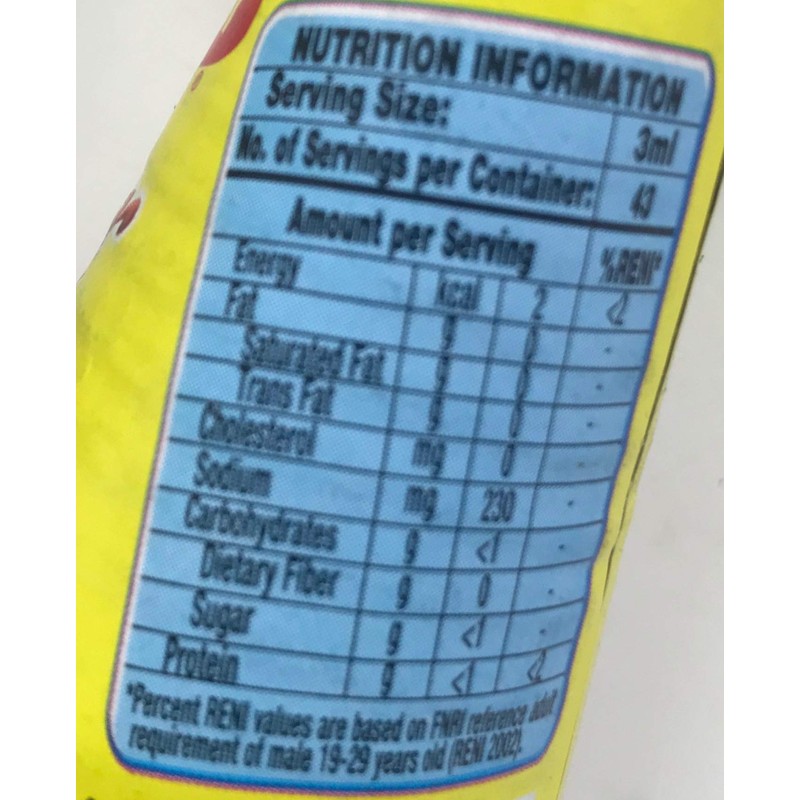 NUTRITION INFORMATION
Serving Size: 3ml
No. of Servings per Container: 43
Amount per Serving %RENI*
Energy kcal 2 <2
Fat g 0 -
Saturated Fat g 0 -
Trans Fat g 0 -
Cholesterol mg 0 -
Sodium mg 230 -
Carbohydrates g <1 -
Dietary Fiber g 0 -
Sugar g <1 -
Protein g <1 <2
*Percent RENI values are based on FNRI reference adult
requirement of male 19-29 years old (RENI 2002).